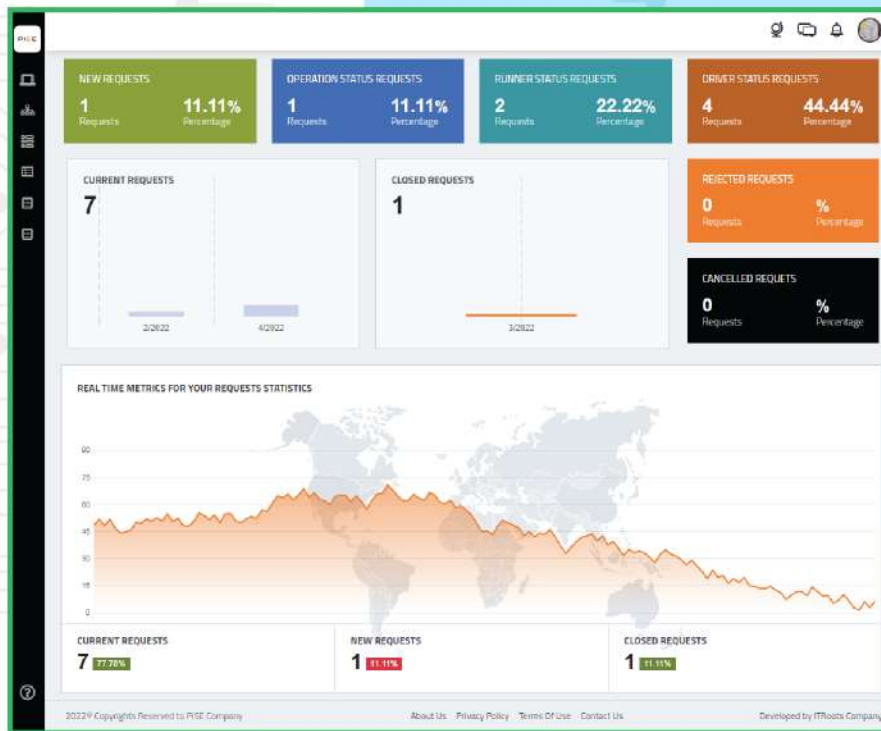 PISE
NEW REQUESTS
1 11.11%
Requests Percentage
OPERATION STATUS REQUESTS
1 11.11%
Requests Percentage
RUNNER STATUS REQUESTS
2 22.22%
Requests Percentage
DRIVER STATUS REQUESTS
4 44.44%
Requests Percentage
CURRENT REQUESTS
7
2/2022 4/2022
CLOSED REQUESTS
1
3/2022
REJECTED REQUESTS
0 %
Requests Percentage
CANCELLED REQUETS
0 %
Requests Percentage
REAL TIME METRICS FOR YOUR REQUESTS STATISTICS
90
75
60
45
30
15
0
CURRENT REQUESTS
7 77.78%
NEW REQUESTS
1 11.11%
CLOSED REQUESTS
1 11.11%
2022© Copyrights Reserved to PISE Company
About Us Privacy Policy Terms Of Use Contact Us
Developed by ITRoots Company